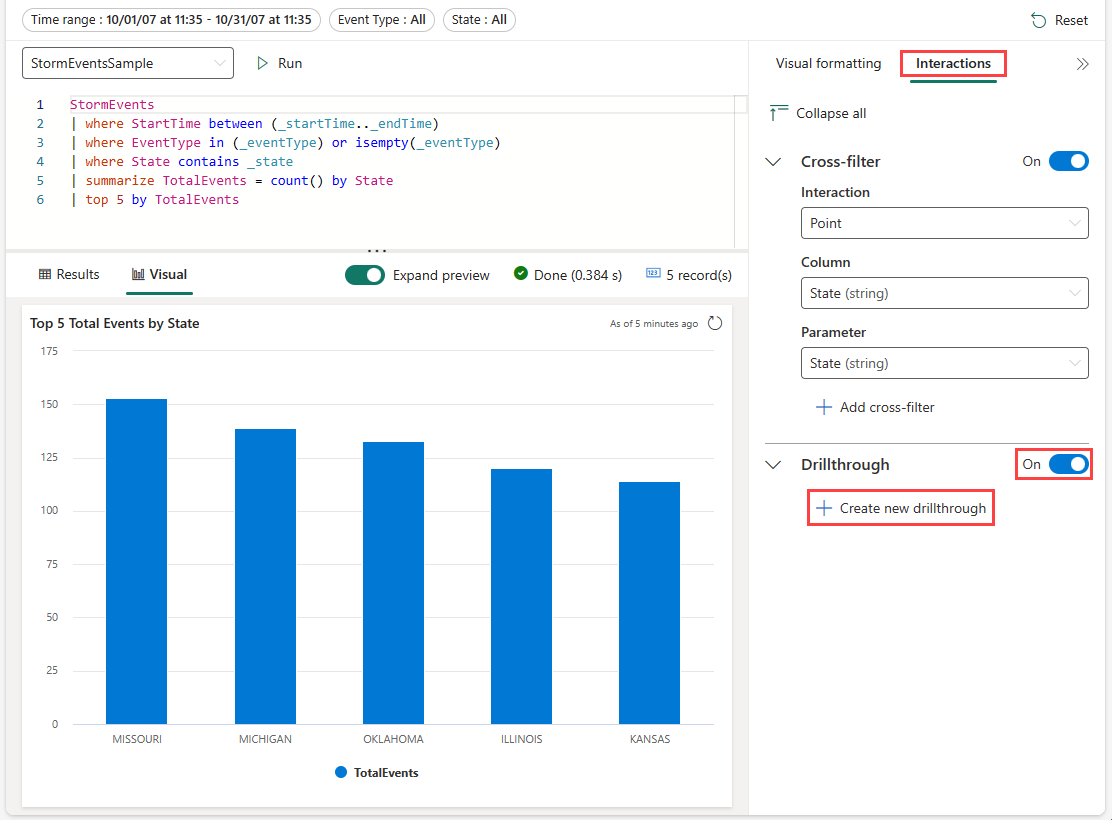 Time range : 10/01/07 at 11:35 - 10/31/07 at 11:35 Event Type : All State : All Reset
StormEventsSample Run
1 StormEvents
2 | where StartTime between (_startTime.._endTime)
3 | where EventType in (_eventType) or isempty(_eventType)
4 | where State contains _state
5 | summarize TotalEvents = count() by State
6 | top 5 by TotalEvents
Results Visual Expand preview Done (0.384 s) 123 5 record(s)
Top 5 Total Events by State As of 5 minutes ago
175
150
125
100
75
50
25
0
MISSOURI MICHIGAN OKLAHOMA ILLINOIS KANSAS
TotalEvents
Visual formatting Interactions
Collapse all
Cross-filter On
Interaction
Point
Column
State (string)
Parameter
State (string)
Add cross-filter
Drillthrough On
Create new drillthrough